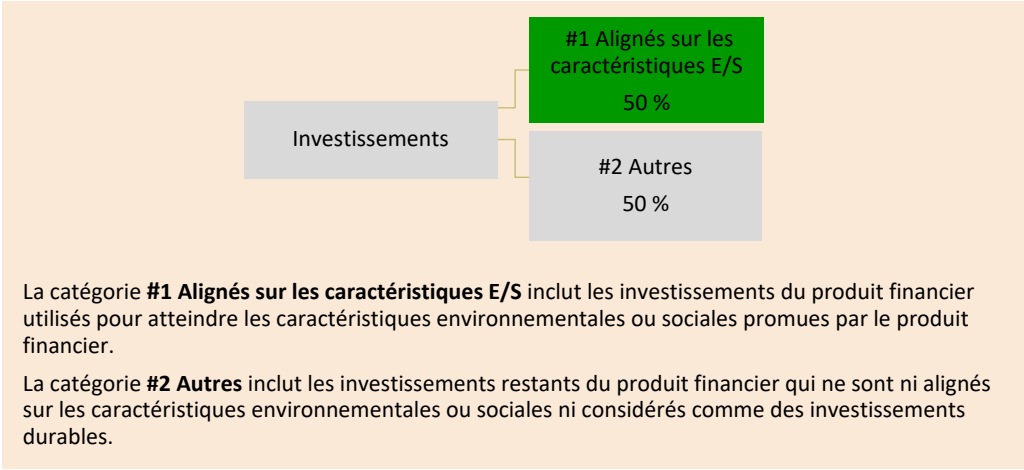 #1 Alignés sur les
caractéristiques E/S
50 %
Investissements
#2 Autres
50 %
La catégorie #1 Alignés sur les caractéristiques E/S inclut les investissements du produit financier
utilisés pour atteindre les caractéristiques environnementales ou sociales promues par le produit
financier.
La catégorie #2 Autres inclut les investissements restants du produit financier qui ne sont ni alignés
sur les caractéristiques environnementales ou sociales ni considérés comme des investissements
durables.